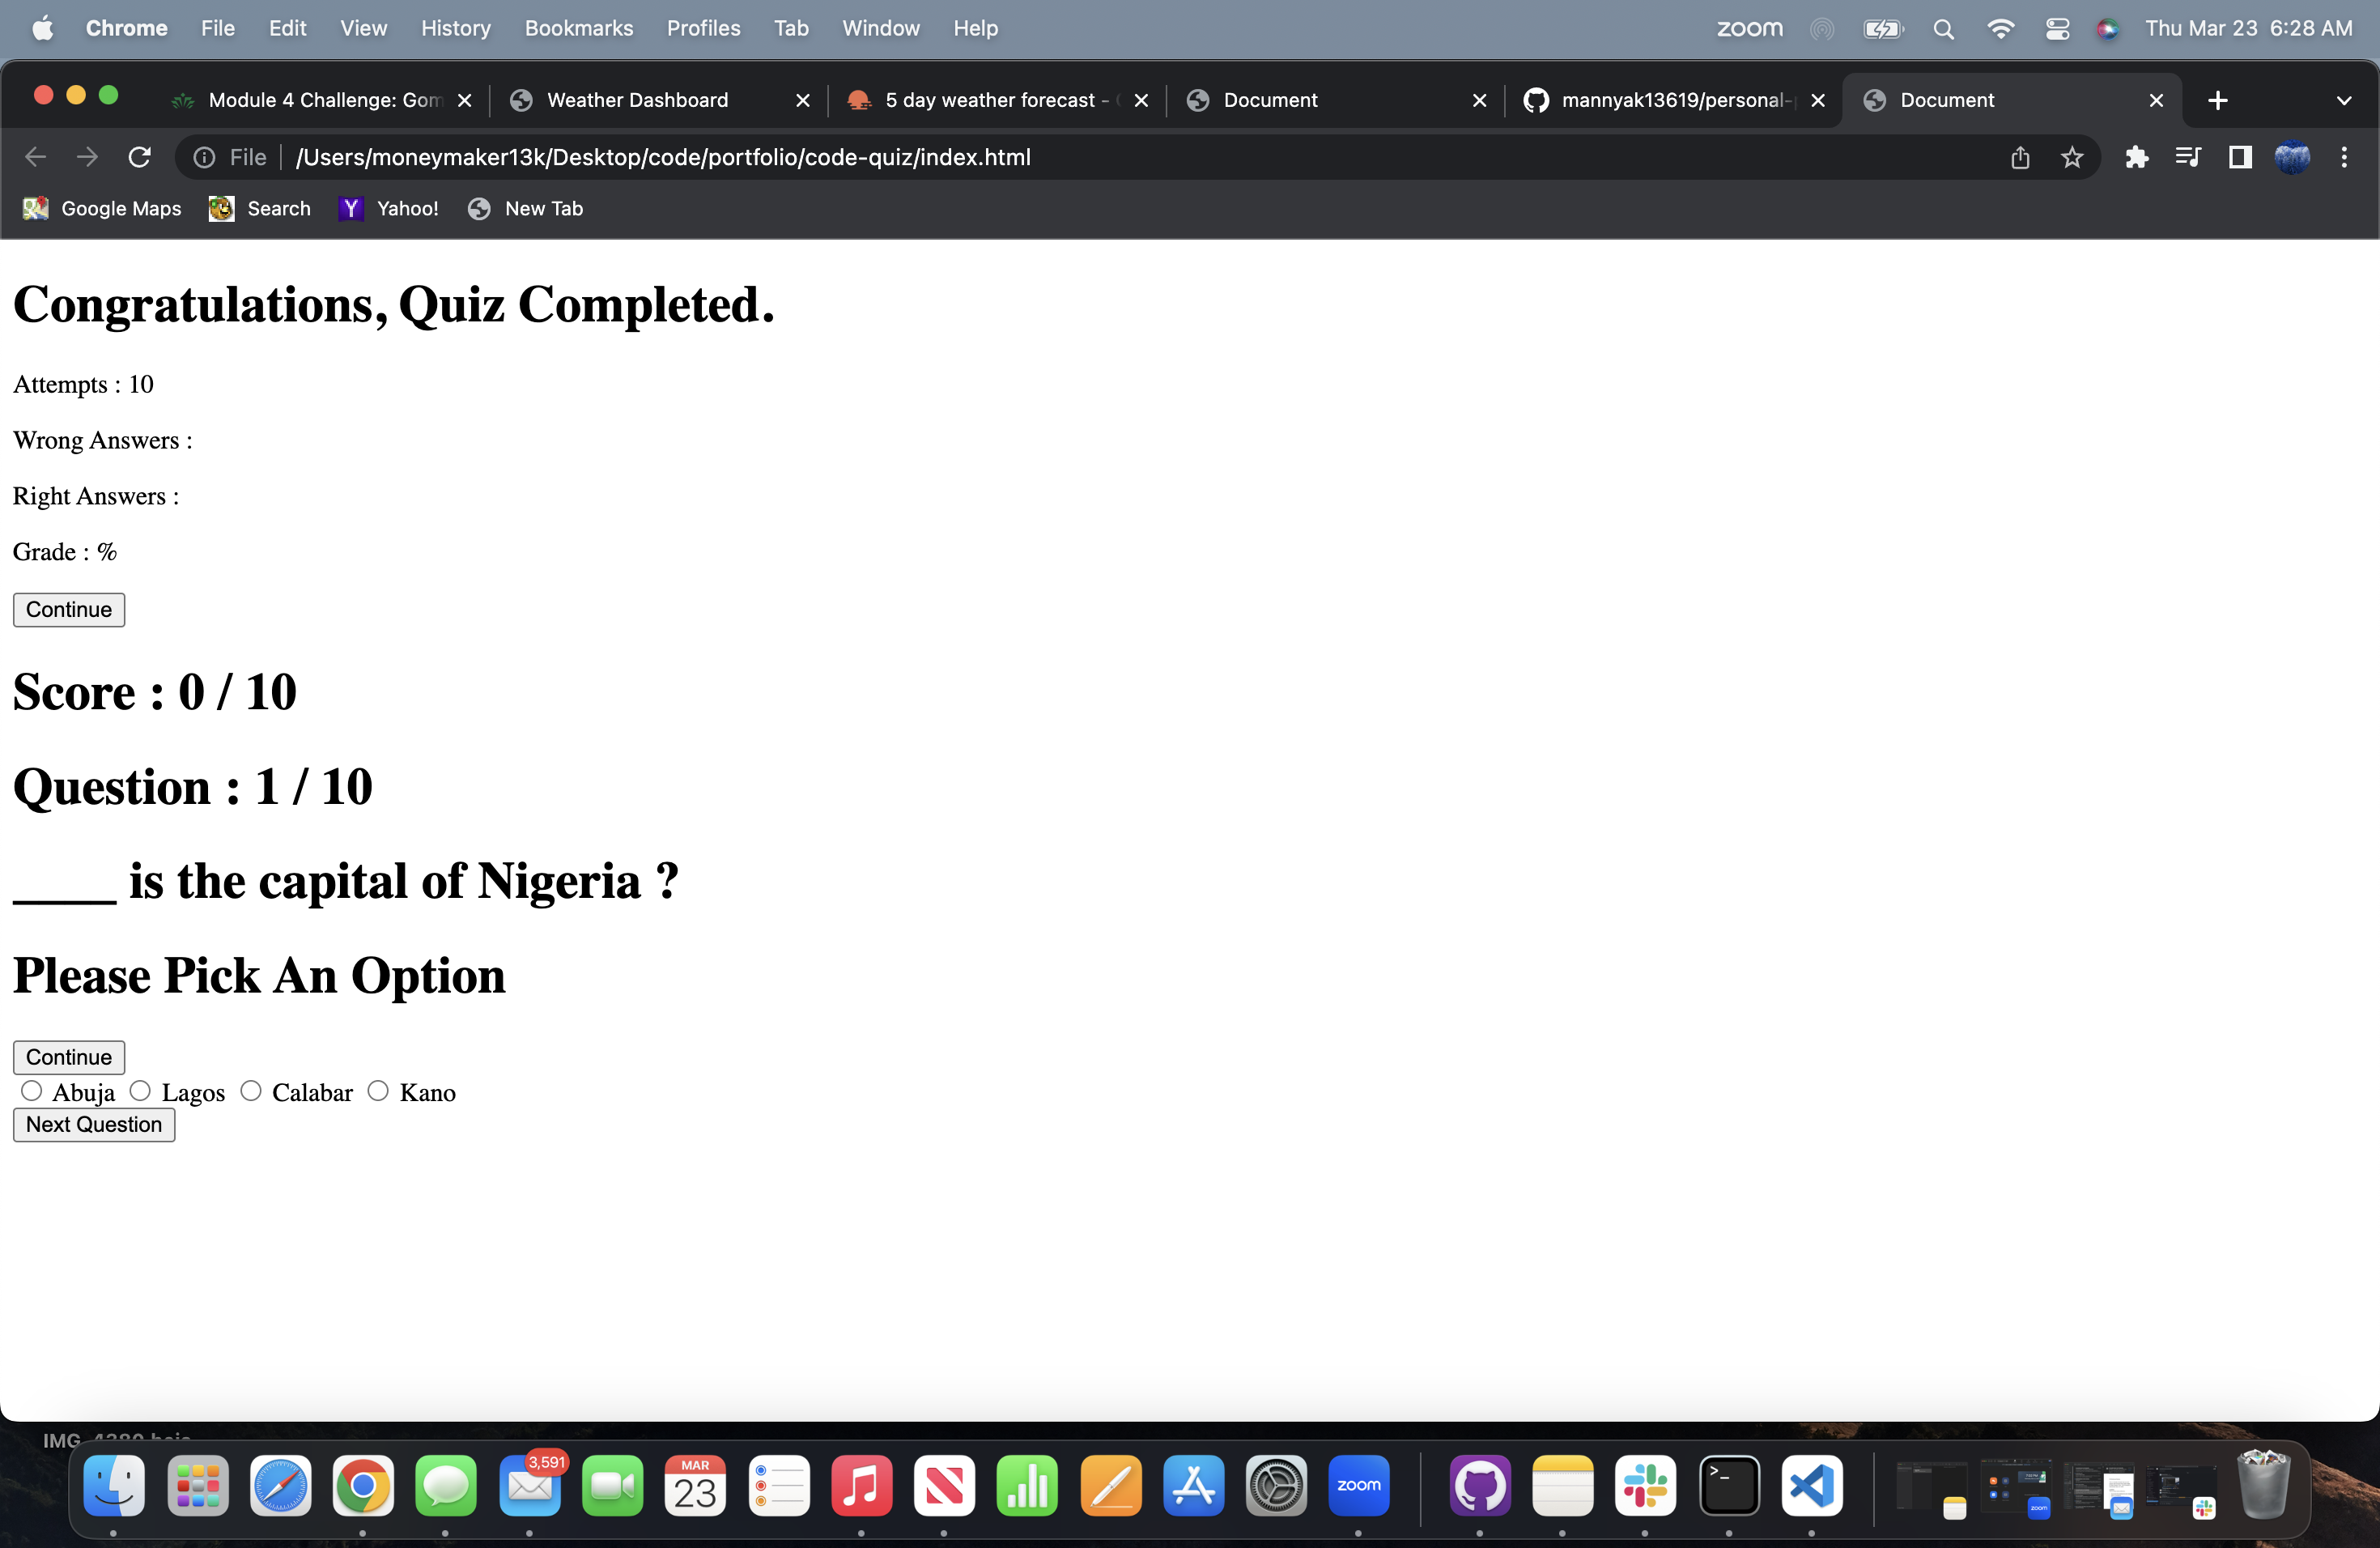 Chrome File Edit View History Bookmarks Profiles Tab Window Help zoom Thu Mar 23 6:28 AM
Module 4 Challenge: Gom Weather Dashboard 5 day weather forecast - Document mannyak13619/personal- Document
File /Users/moneymaker13k/Desktop/code/portfolio/code-quiz/index.html
Google Maps Search Yahoo! New Tab
Congratulations, Quiz Completed.
Attempts : 10
Wrong Answers :
Right Answers :
Grade : %
Continue
Score : 0 / 10
Question : 1 / 10
____ is the capital of Nigeria ?
Please Pick An Option
Continue
Abuja Lagos Calabar Kano
Next Question
3,591
MAR
23
zoom